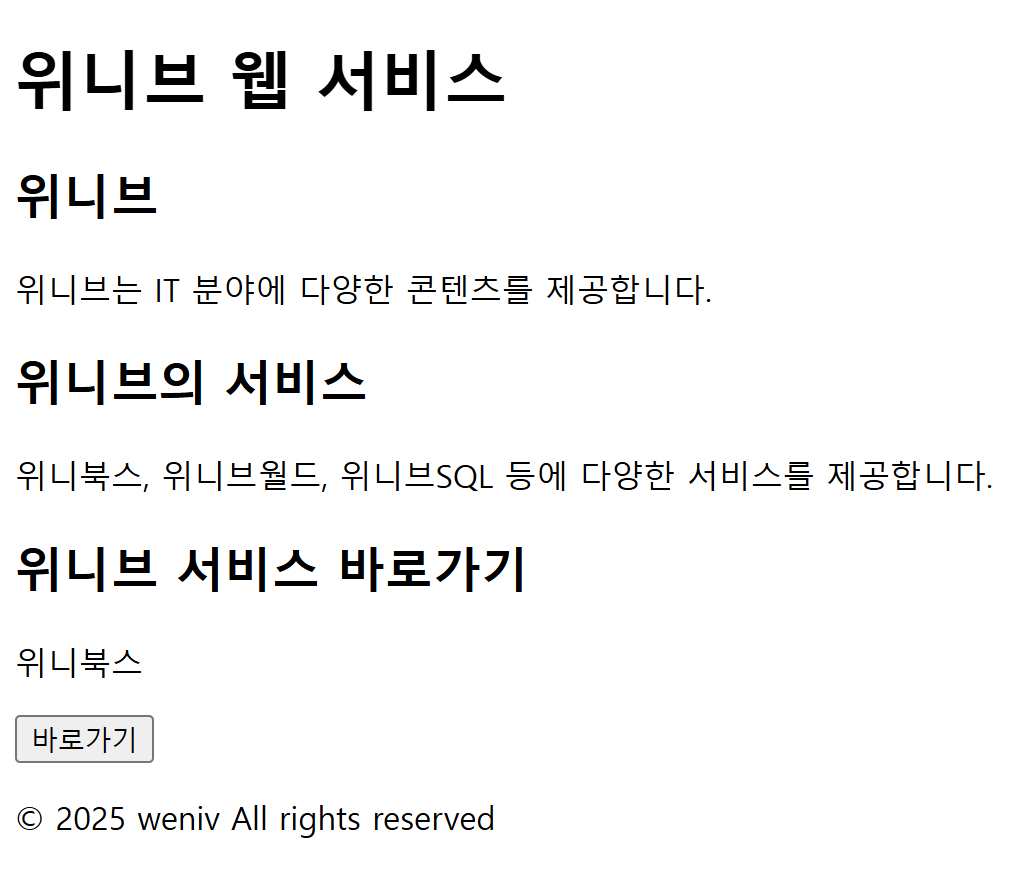 위니브 웹 서비스
위니브
위니브는 IT 분야에 다양한 콘텐츠를 제공합니다.
위니브의 서비스
위니북스, 위니브월드, 위니브SQL 등에 다양한 서비스를 제공합니다.
위니브 서비스 바로가기
위니북스
바로가기
© 2025 weniv All rights reserved